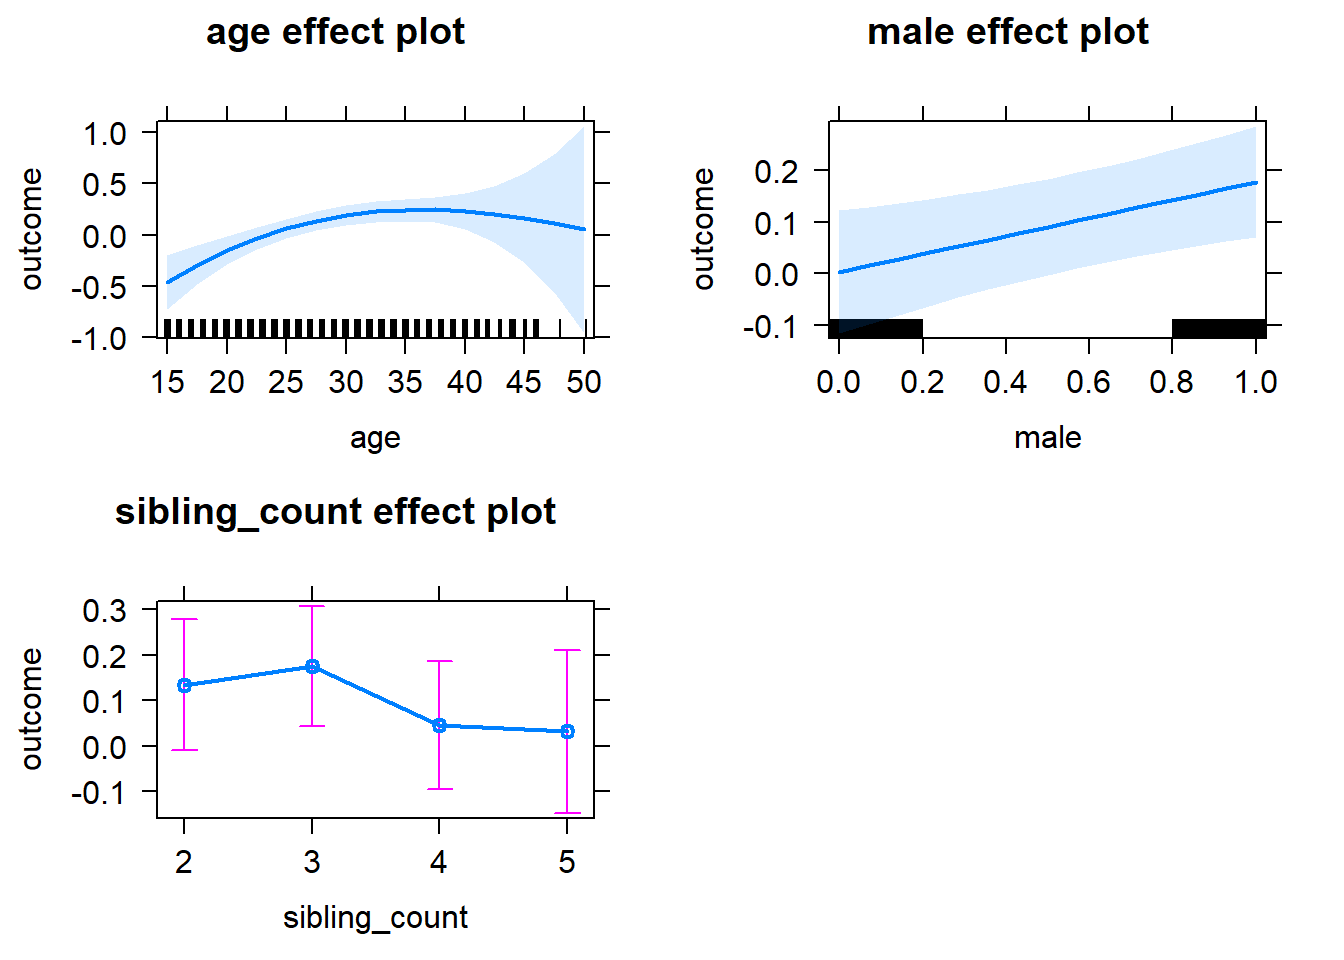 age effect plot
outcome
1.0
0.5
0.0
-0.5
-1.0
15 20 25 30 35 40 45 50
age
male effect plot
outcome
0.2
0.1
0.0
-0.1
0.0 0.2 0.4 0.6 0.8 1.0
male
sibling_count effect plot
outcome
0.3
0.2
0.1
0.0
-0.1
2 3 4 5
sibling_count